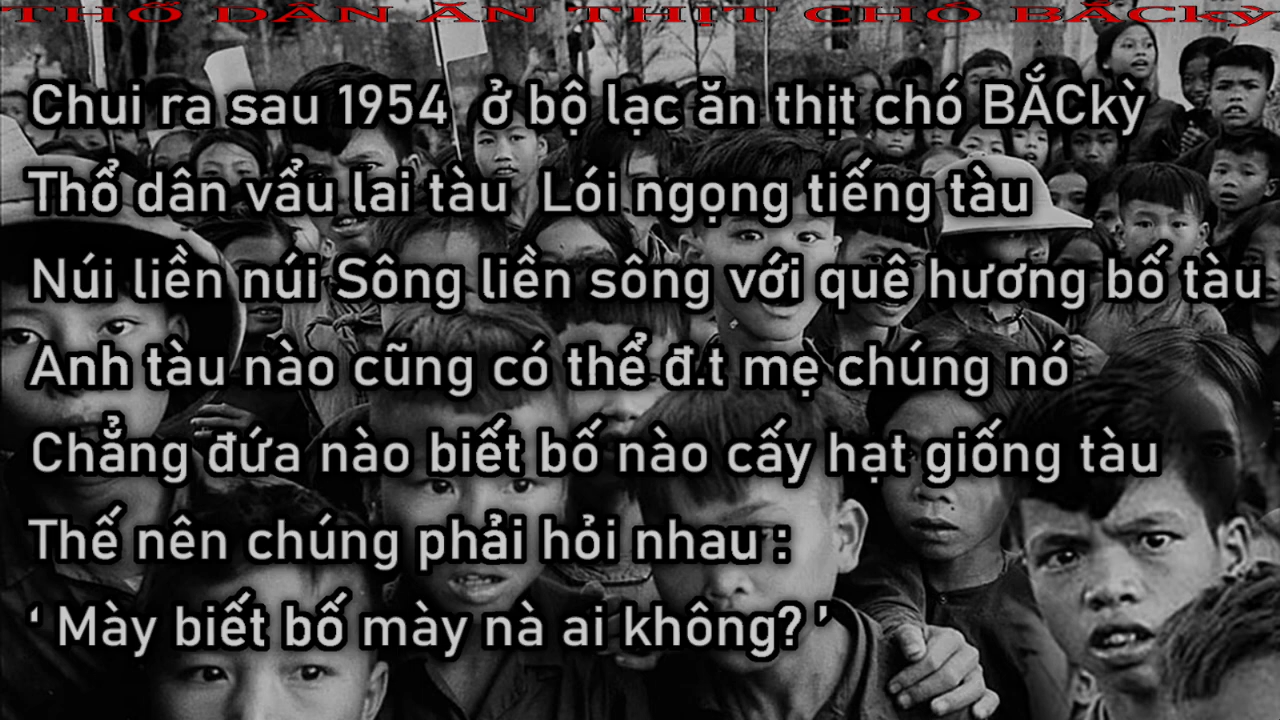 THỔ DÂN ĂN THỊT CHÓ BẮCkỳ
Chui ra sau 1954 ở bộ lạc ăn thịt chó BẮCkỳ
Thổ dân vẩu lai tàu Lói ngọng tiếng tàu
Núi liền núi Sông liền sông với quê hương bố tàu
Anh tàu nào cũng có thể đ.t mẹ chúng nó
Chẳng đứa nào biết bố nào cấy hạt giống tàu
Thế nên chúng phải hỏi nhau :
‘ Mày biết bố mày nà ai không? ’